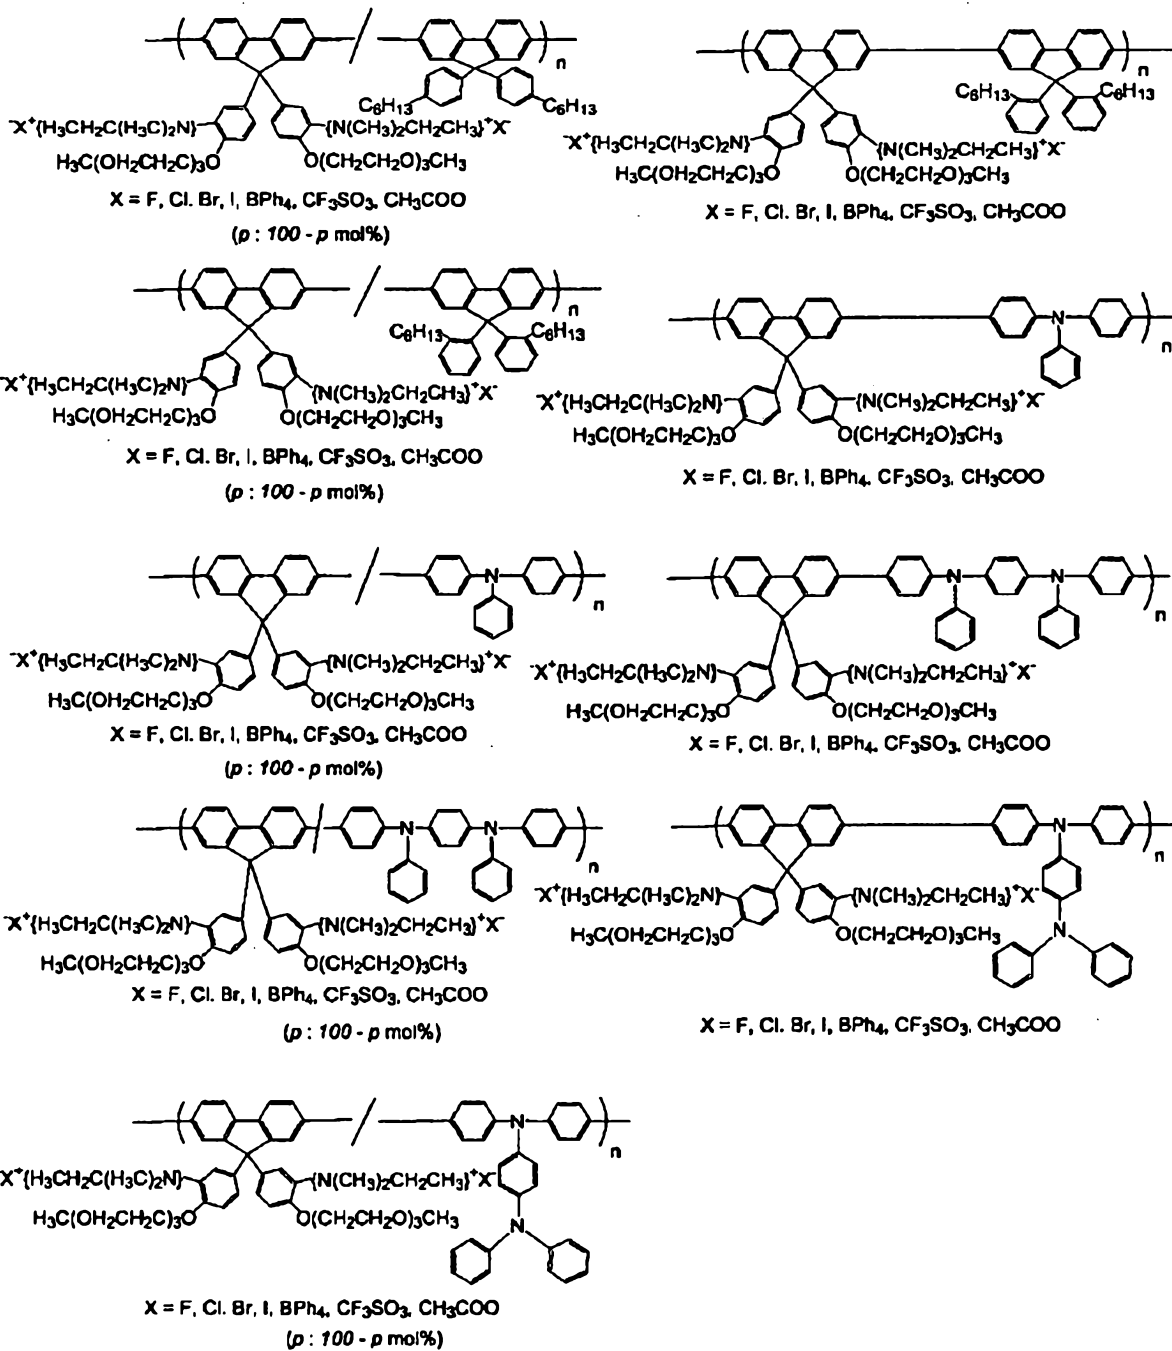 n
C6H13
C6H13
-X+{H3CH2C(H3C)2N}
{N(CH3)2CH2CH3}+X-
H3C(OH2CH2C)3O
O(CH2CH2O)3CH3
X = F, Cl. Br, I, BPh4, CF3SO3, CH3COO
(p : 100 - p mol%)
n
C6H13
C6H13
-X+{H3CH2C(H3C)2N}
{N(CH3)2CH2CH3}+X-
H3C(OH2CH2C)3O
O(CH2CH2O)3CH3
X = F, Cl. Br, I, BPh4, CF3SO3, CH3COO
n
C6H13
C6H13
-X+{H3CH2C(H3C)2N}
{N(CH3)2CH2CH3}+X-
H3C(OH2CH2C)3O
O(CH2CH2O)3CH3
X = F, Cl. Br, I, BPh4, CF3SO3, CH3COO
(p : 100 - p mol%)
N
n
-X+{H3CH2C(H3C)2N}
{N(CH3)2CH2CH3}+X-
H3C(OH2CH2C)3O
O(CH2CH2O)3CH3
X = F, Cl. Br, I, BPh4, CF3SO3, CH3COO
N
n
-X+{H3CH2C(H3C)2N}
{N(CH3)2CH2CH3}+X-
H3C(OH2CH2C)3O
O(CH2CH2O)3CH3
X = F, Cl. Br, I, BPh4, CF3SO3, CH3COO
(p : 100 - p mol%)
N N
n
-X+{H3CH2C(H3C)2N}
{N(CH3)2CH2CH3}+X-
H3C(OH2CH2C)3O
O(CH2CH2O)3CH3
X = F, Cl. Br, I, BPh4, CF3SO3, CH3COO
N N
n
-X+{H3CH2C(H3C)2N}
{N(CH3)2CH2CH3}+X-
H3C(OH2CH2C)3O
O(CH2CH2O)3CH3
X = F, Cl. Br, I, BPh4, CF3SO3, CH3COO
(p : 100 - p mol%)
N
n
-X+{H3CH2C(H3C)2N}
{N(CH3)2CH2CH3}+X-
H3C(OH2CH2C)3O
O(CH2CH2O)3CH3
N
X = F, Cl. Br, I, BPh4, CF3SO3, CH3COO
N
n
X+{H3CH2C(H3C)2N}
{N(CH3)2CH2CH3}+X-
H3C(OH2CH2C)3O
O(CH2CH2O)3CH3
N
X = F, Cl. Br, I, BPh4, CF3SO3, CH3COO
(p : 100 - p mol%)